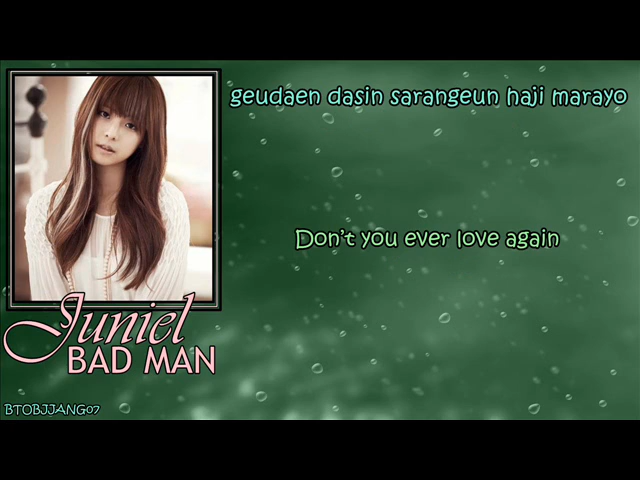 geudaen dasin sarangeun haji marayo
Don't you ever love again
Juniel
BAD MAN
BTOBJJANG07